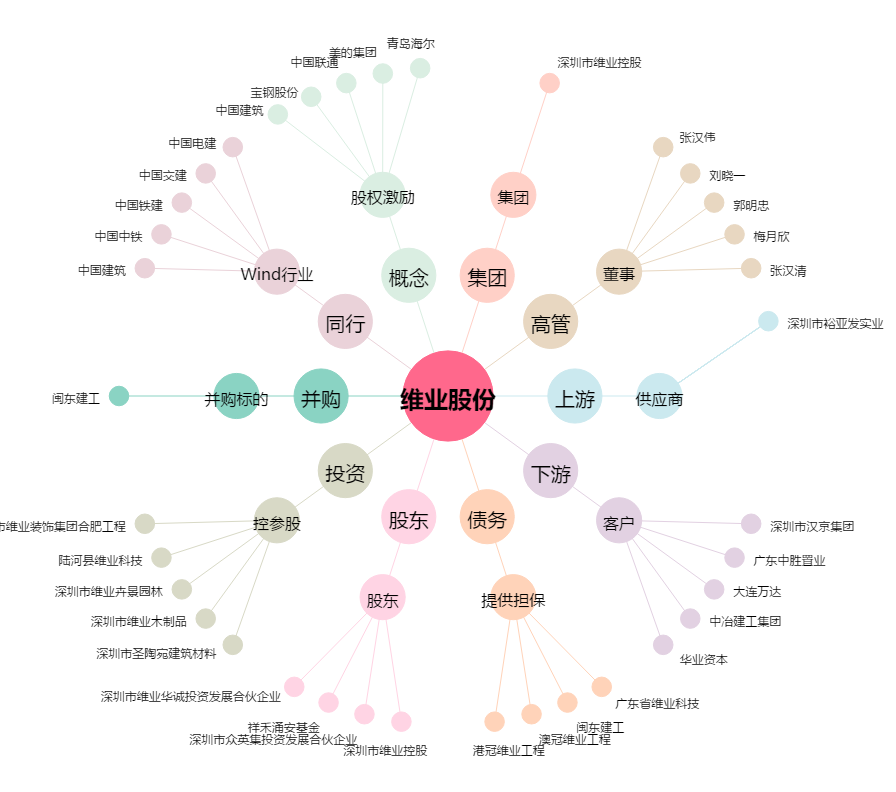 青岛海尔
美的集团
中国联通
宝钢股份
中国建筑
深圳市维业控股
中国电建
中国交建
中国铁建
中国中铁
中国建筑
股权激励
集团
张汉伟
刘晓一
郭明忠
梅月欣
张汉清
Wind行业
概念
集团
董事
同行
高管
深圳市裕亚发实业
闽东建工
并购标的
并购
维业股份
上游
供应商
投资
下游
控参股
股东
债务
客户
市维业装饰集团合肥工程
陆河县维业科技
深圳市维业卉景园林
深圳市维业木制品
深圳市圣陶宛建筑材料
深圳市汉京集团
广东中胜置业
大连万达
中冶建工集团
华业资本
股东
提供担保
深圳市维业华诚投资发展合伙企业
祥禾涌安基金
深圳市众英集投资发展合伙企业
深圳市维业控股
广东省维业科技
闽东建工
澳冠维业工程
港冠维业工程